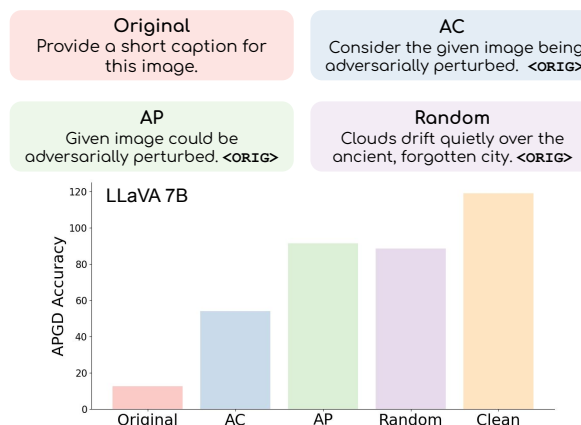 Original
Provide a short caption for
this image.
AC
Consider the given image being
adversarially perturbed. <ORIG>
AP
Given image could be
adversarially perturbed. <ORIG>
Random
Clouds drift quietly over the
ancient, forgotten city. <ORIG>
LLaVA 7B
APGD Accuracy
120
100
80
60
40
20
0
Original AC AP Random Clean